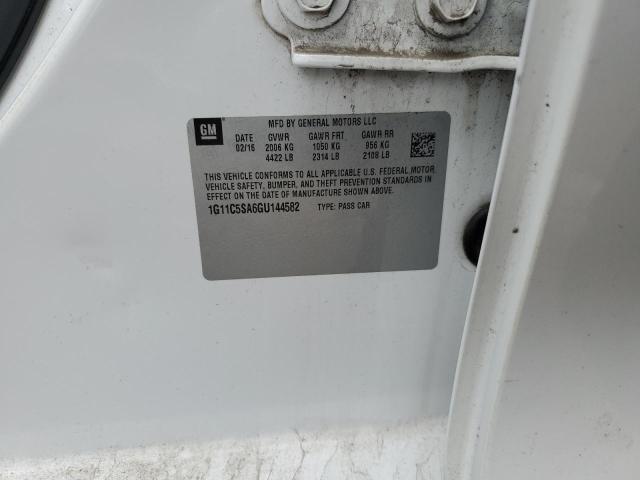 MFD BY GENERAL MOTORS LLC
GM
02/16 GVWR GAWR FRT GAWR RR
2006 KG 1050 KG 956 KG
4422 LB 2314 LB 2108 LB
THIS VEHICLE CONFORMS TO ALL APPLICABLE U.S. FEDERAL MOTOR
VEHICLE SAFETY, BUMPER, AND THEFT PREVENTION STANDARDS IN
EFFECT ON THE DATE OF MANUFACTURE SHOWN ABOVE.
1G11C5SA6GU144582 TYPE: PASS CAR